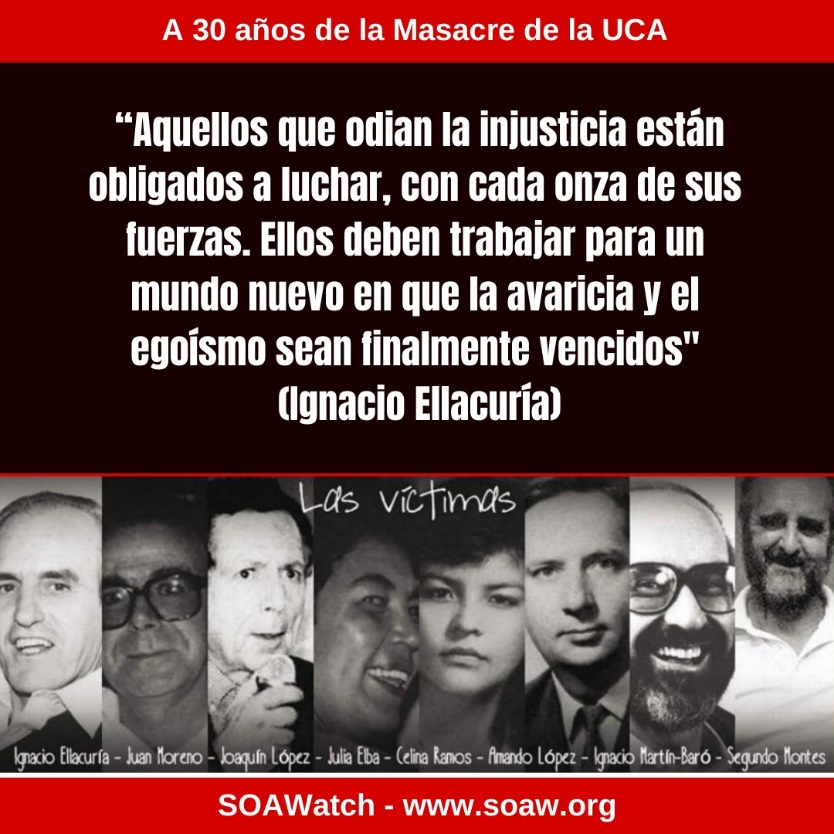 A 30 años de la Masacre de la UCA
“Aquellos que odian la injusticia están
obligados a luchar, con cada onza de sus
fuerzas. Ellos deben trabajar para un
mundo nuevo en que la avaricia y el
egoísmo sean finalmente vencidos"
(Ignacio Ellacuría)
Las víctimas
Ignacio Ellacuría - Juan Moreno - Joaquín López - Julia Elba - Celina Ramos - Amando López - Ignacio Martín-Baró - Segundo Montes
SOAWatch - www.soaw.org